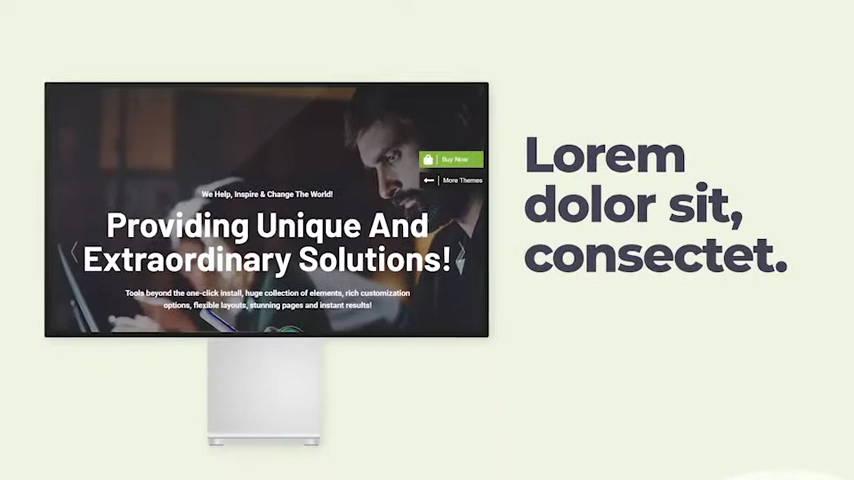 We Help, Inspire & Change The World!
Providing Unique And
Extraordinary Solutions!
Tools beyond the one-click install, huge collection of elements, rich customization
options, flexible layouts, stunning pages and instant results!
Buy Now
More Themes
Lorem
dolor sit,
consectet.